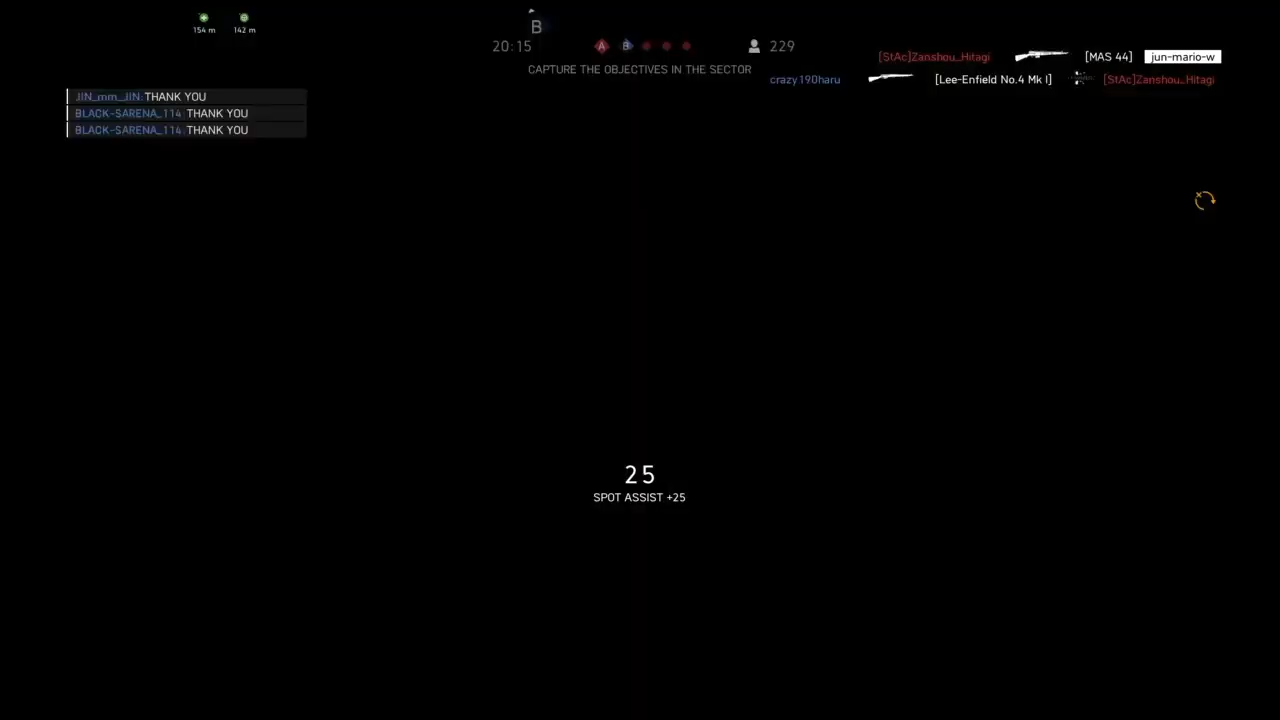 154 m 142 m
B
20:15 A B 229
CAPTURE THE OBJECTIVES IN THE SECTOR
[StAc]Zanshou_Hitagi [MAS 44] jun-mario-w
crazy190haru [Lee-Enfield No.4 Mk I] [StAc]Zanshou_Hitagi
JIN_mm_JIN:THANK YOU
BLACK-SARENA_114:THANK YOU
BLACK-SARENA_114:THANK YOU
25
SPOT ASSIST +25